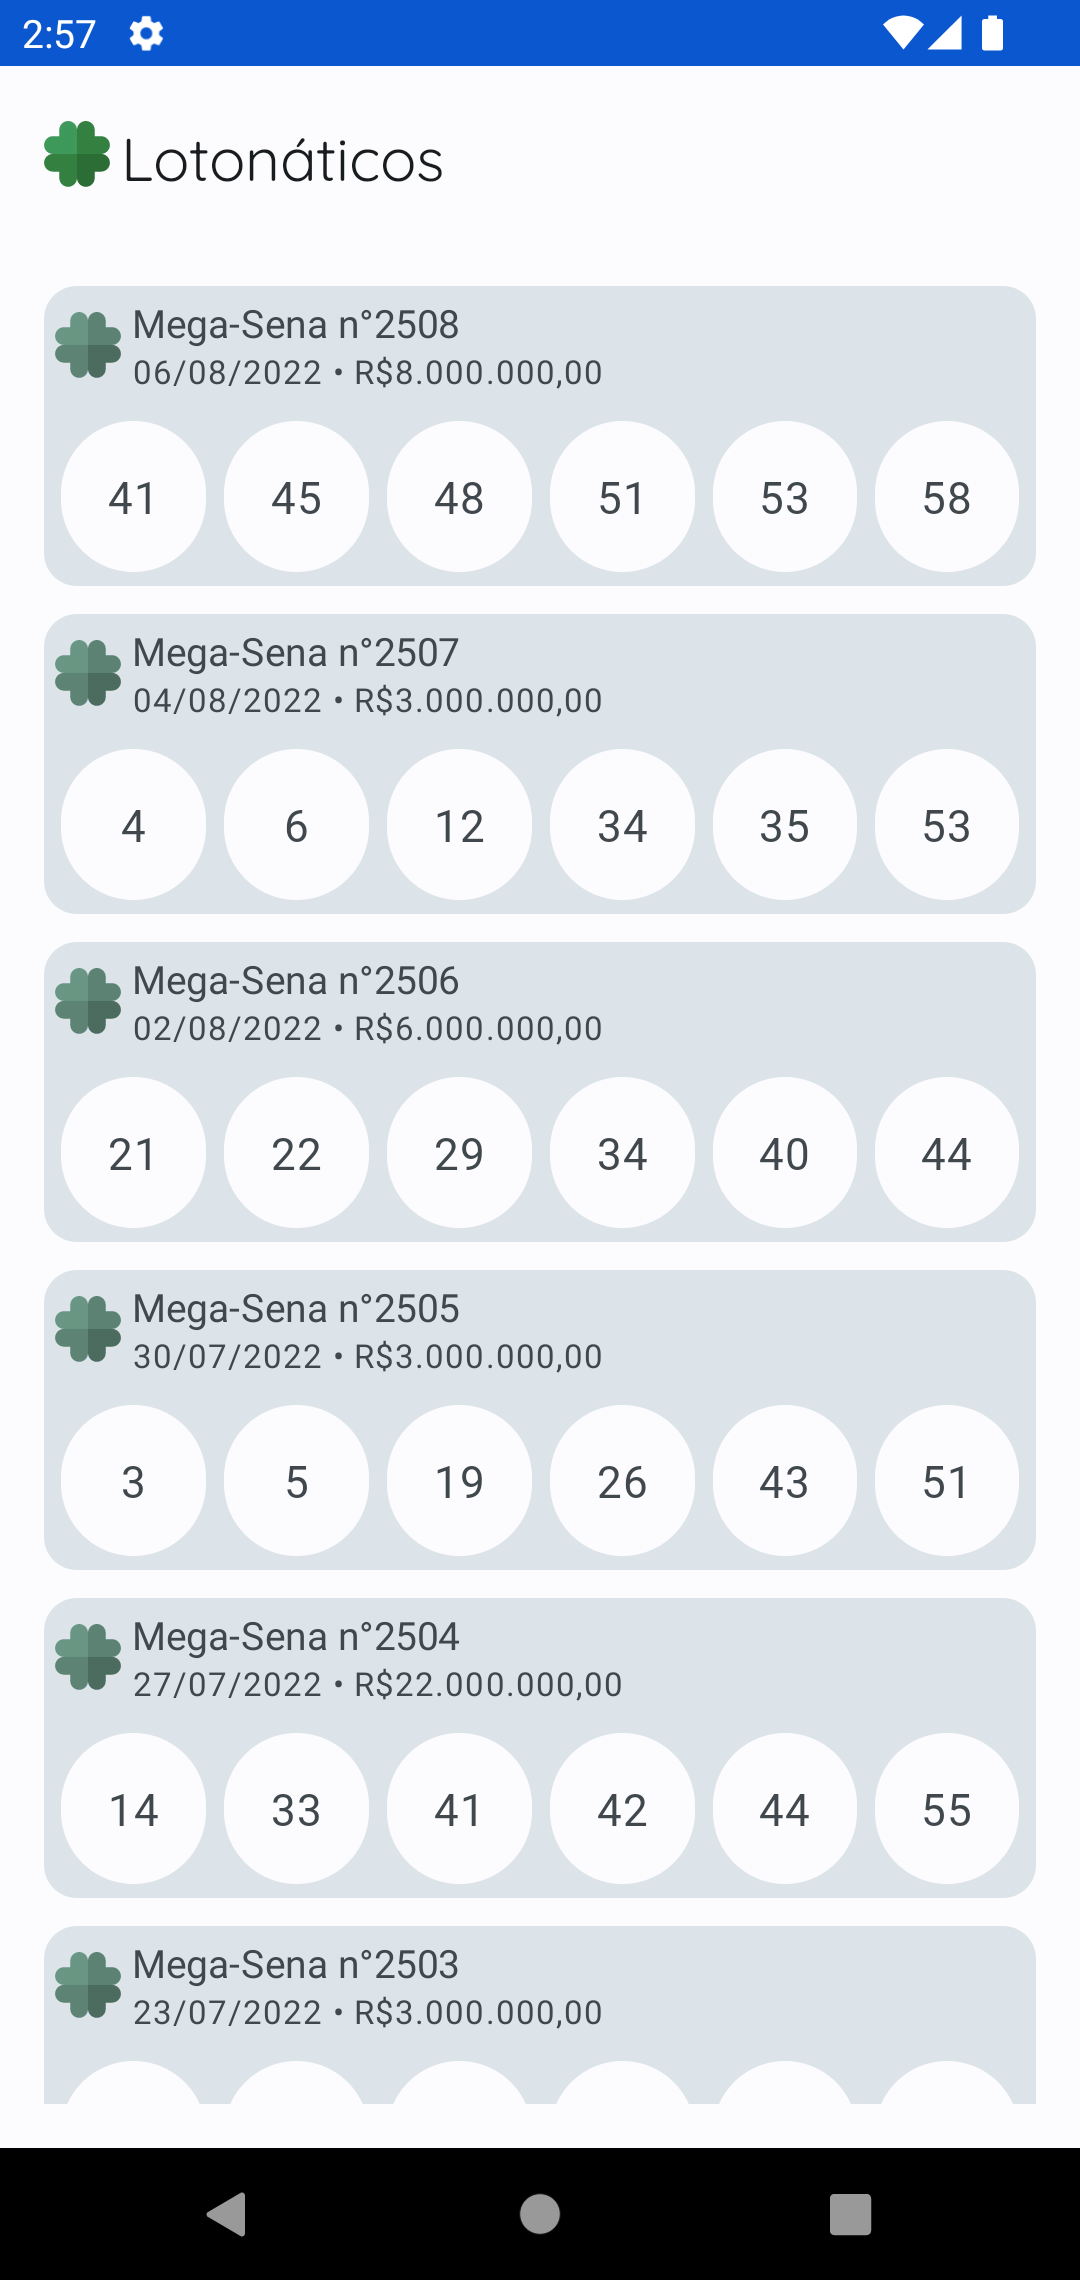 2:57
Lotonáticos
Mega-Sena n°2508
06/08/2022 • R$8.000.000,00
41 45 48 51 53 58
Mega-Sena n°2507
04/08/2022 • R$3.000.000,00
4 6 12 34 35 53
Mega-Sena n°2506
02/08/2022 • R$6.000.000,00
21 22 29 34 40 44
Mega-Sena n°2505
30/07/2022 • R$3.000.000,00
3 5 19 26 43 51
Mega-Sena n°2504
27/07/2022 • R$22.000.000,00
14 33 41 42 44 55
Mega-Sena n°2503
23/07/2022 • R$3.000.000,00